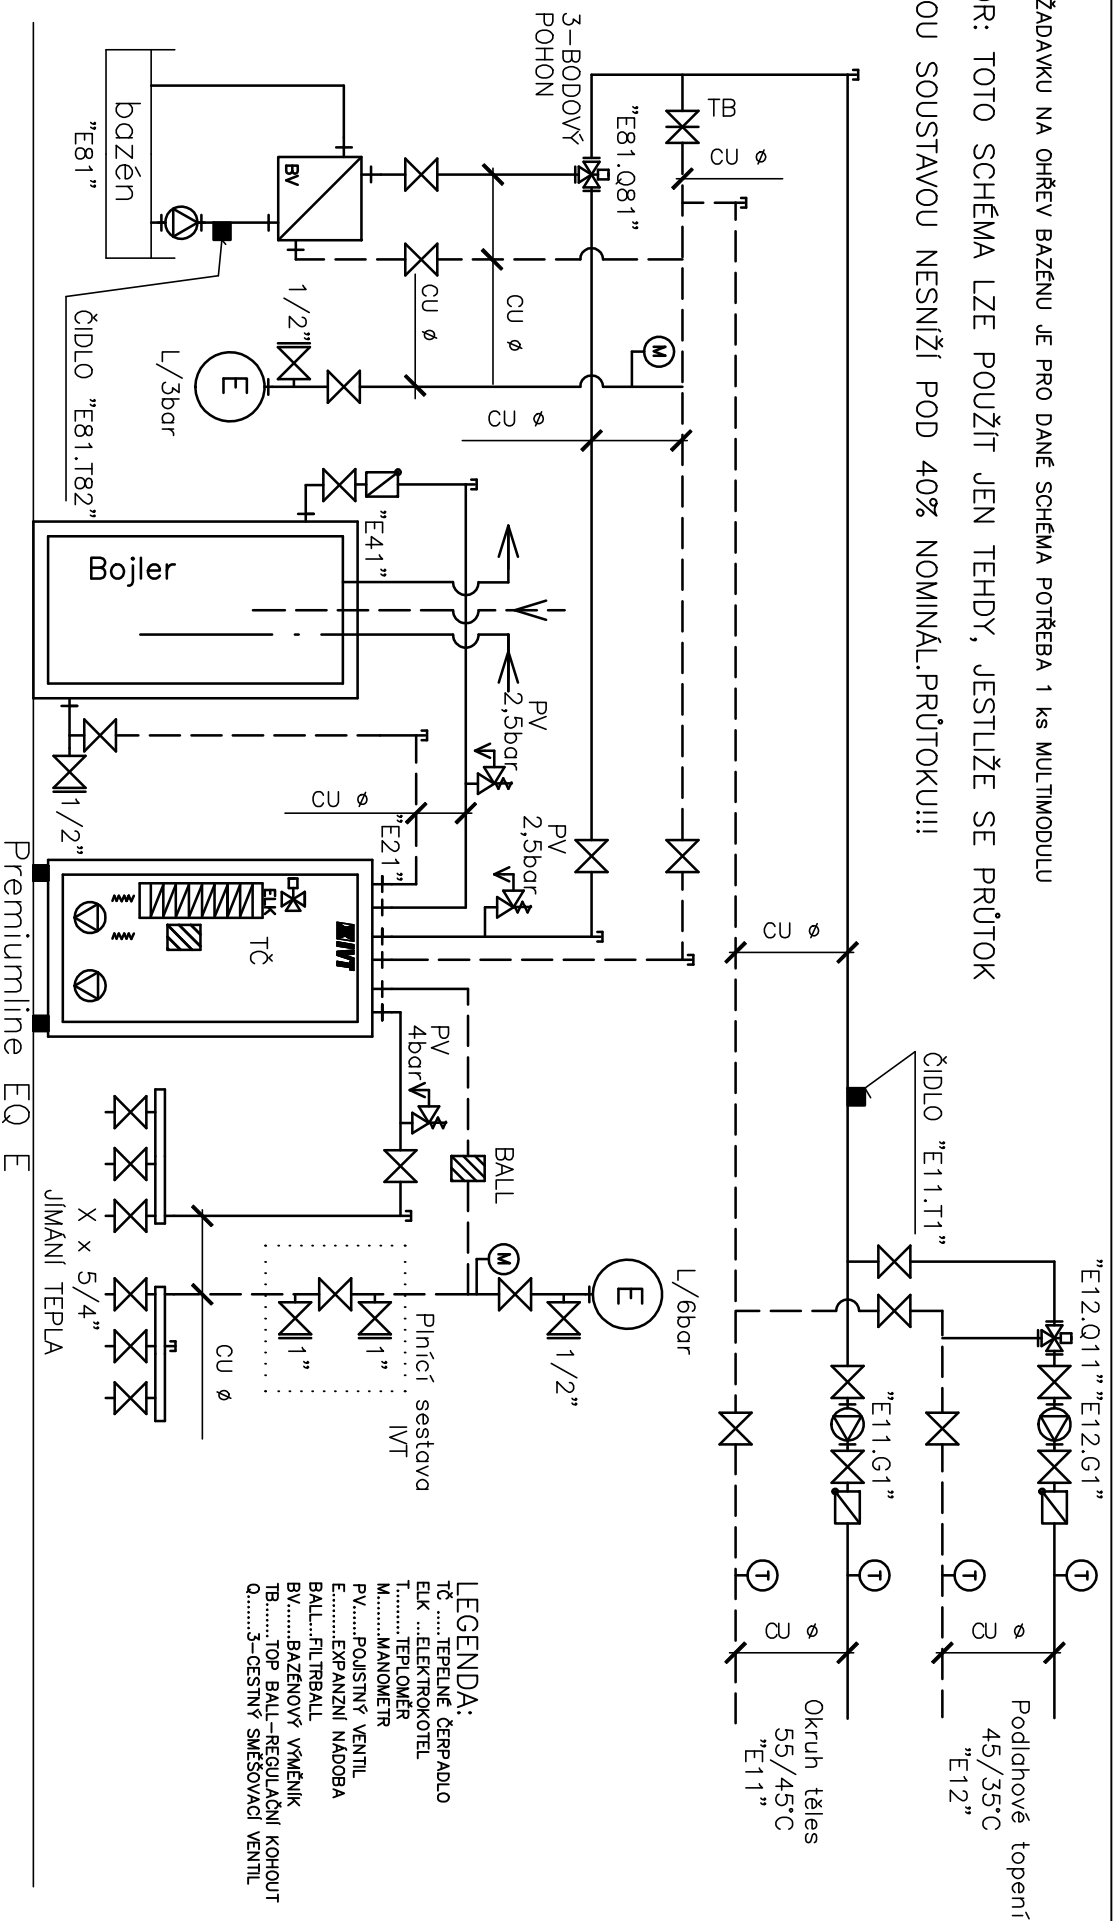 ŽADAVKU NA OHŘEV BAZÉNU JE PRO DANÉ SCHÉMA POTŘEBA 1 ks MULTIMODULU
OR: TOTO SCHÉMA LZE POUŽÍT JEN TEHDY, JESTLIŽE SE PRŮTOK
OU SOUSTAVOU NESNÍŽÍ POD 40% NOMINÁL.PRŮTOKU!!!
3-BODOVÝ
POHON
"E81.Q81"
TB
CU ø
bazén
"E81"
BV
ČIDLO "E81.T82"
CU ø
CU ø
1/2"
E
L/3bar
M
CU ø
"E41"
Bojler
PV
2,5bar
1/2"
CU ø
"E21"
PV
2,5bar
ELK
TČ
IVT
Premiumline EQ E
CU ø
ČIDLO "E11.T1"
PV
4bar
BALL
M
E
L/6bar
1/2"
1"
1"
Plnící sestava
IVT
CU ø
X x 5/4"
JÍMÁNÍ TEPLA
"E12.Q11"
"E12.G1"
"E11.G1"
T
T
T
T
CU ø
CU ø
Podlahové topení
45/35°C
"E12"
Okruh těles
55/45°C
"E11"
LEGENDA:
TČ .....TEPELNÉ ČERPADLO
ELK ...ELEKTROKOTEL
T.........TEPLOMĚR
M........MANOMETR
PV......POJISTNÝ VENTIL
E.........EXPANZNÍ NÁDOBA
BALL...FILTRBALL
BV.......BAZÉNOVÝ VÝMĚNÍK
TB.......TOP BALL-REGULAČNÍ KOHOUT
Q........3-CESTNÝ SMĚŠOVACÍ VENTIL